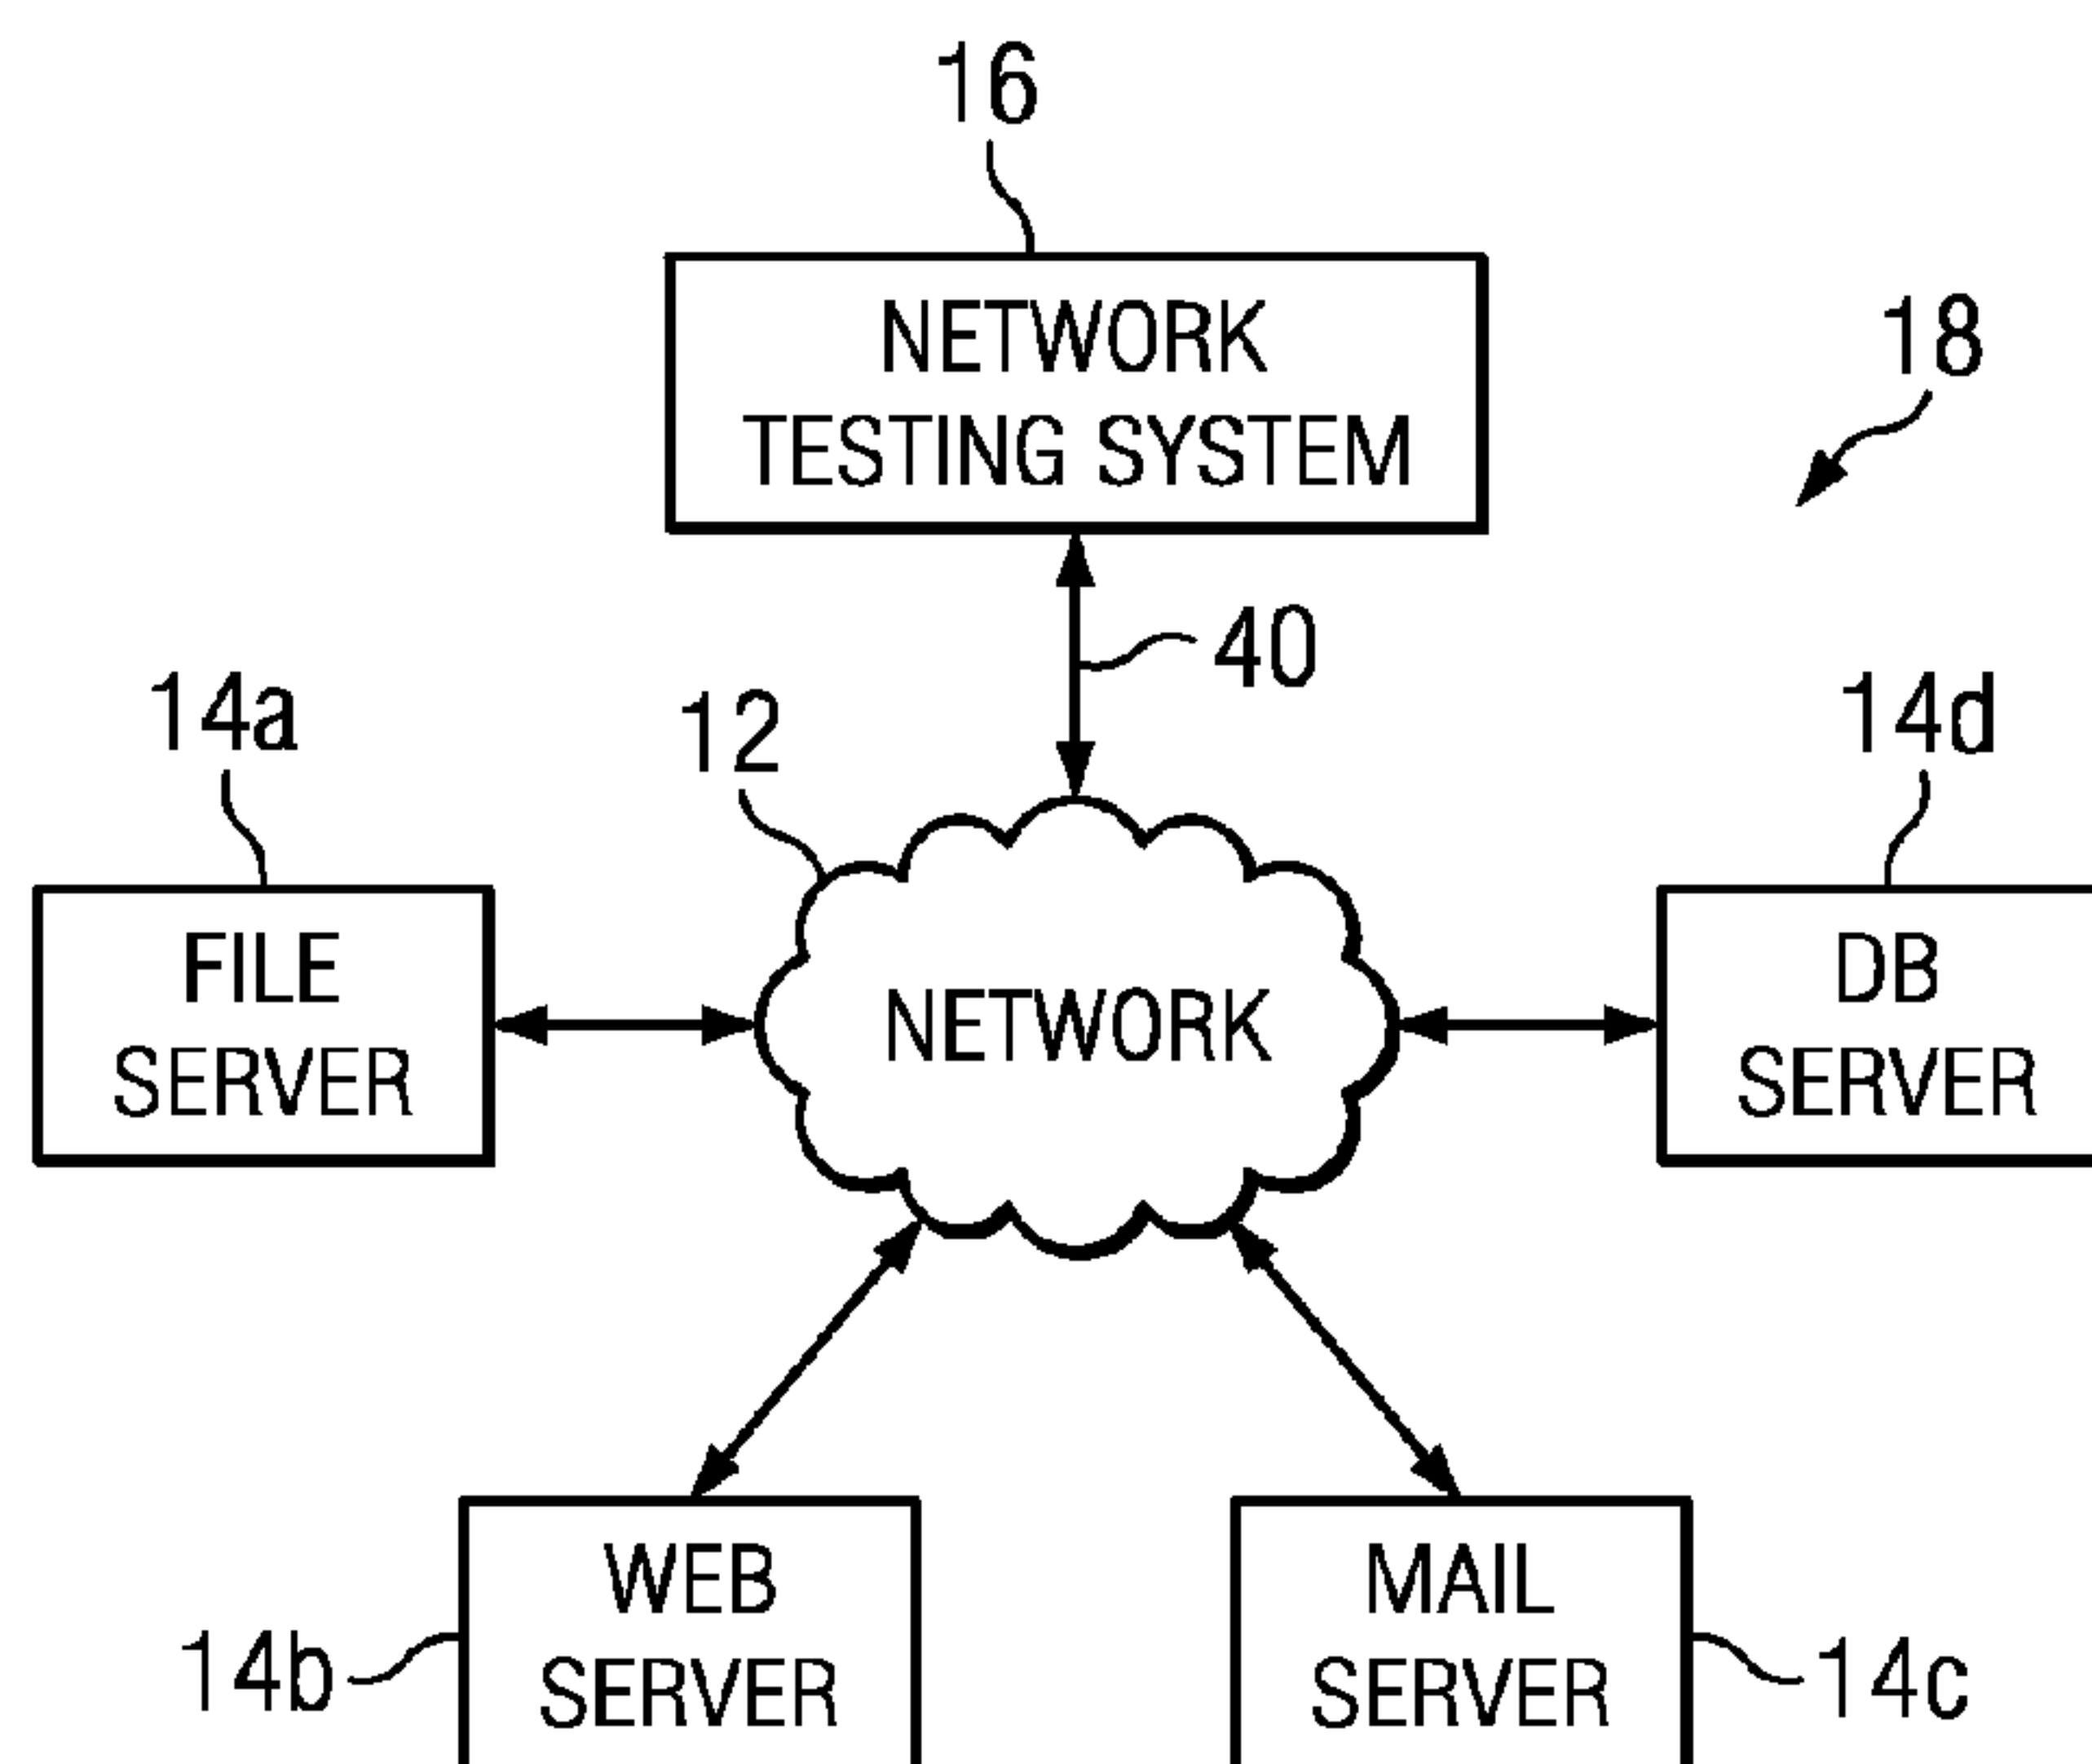 16
NETWORK
TESTING SYSTEM
18
40
14a
12
14d
FILE
SERVER
NETWORK
DB
SERVER
WEB
SERVER
14b
MAIL
SERVER
14c